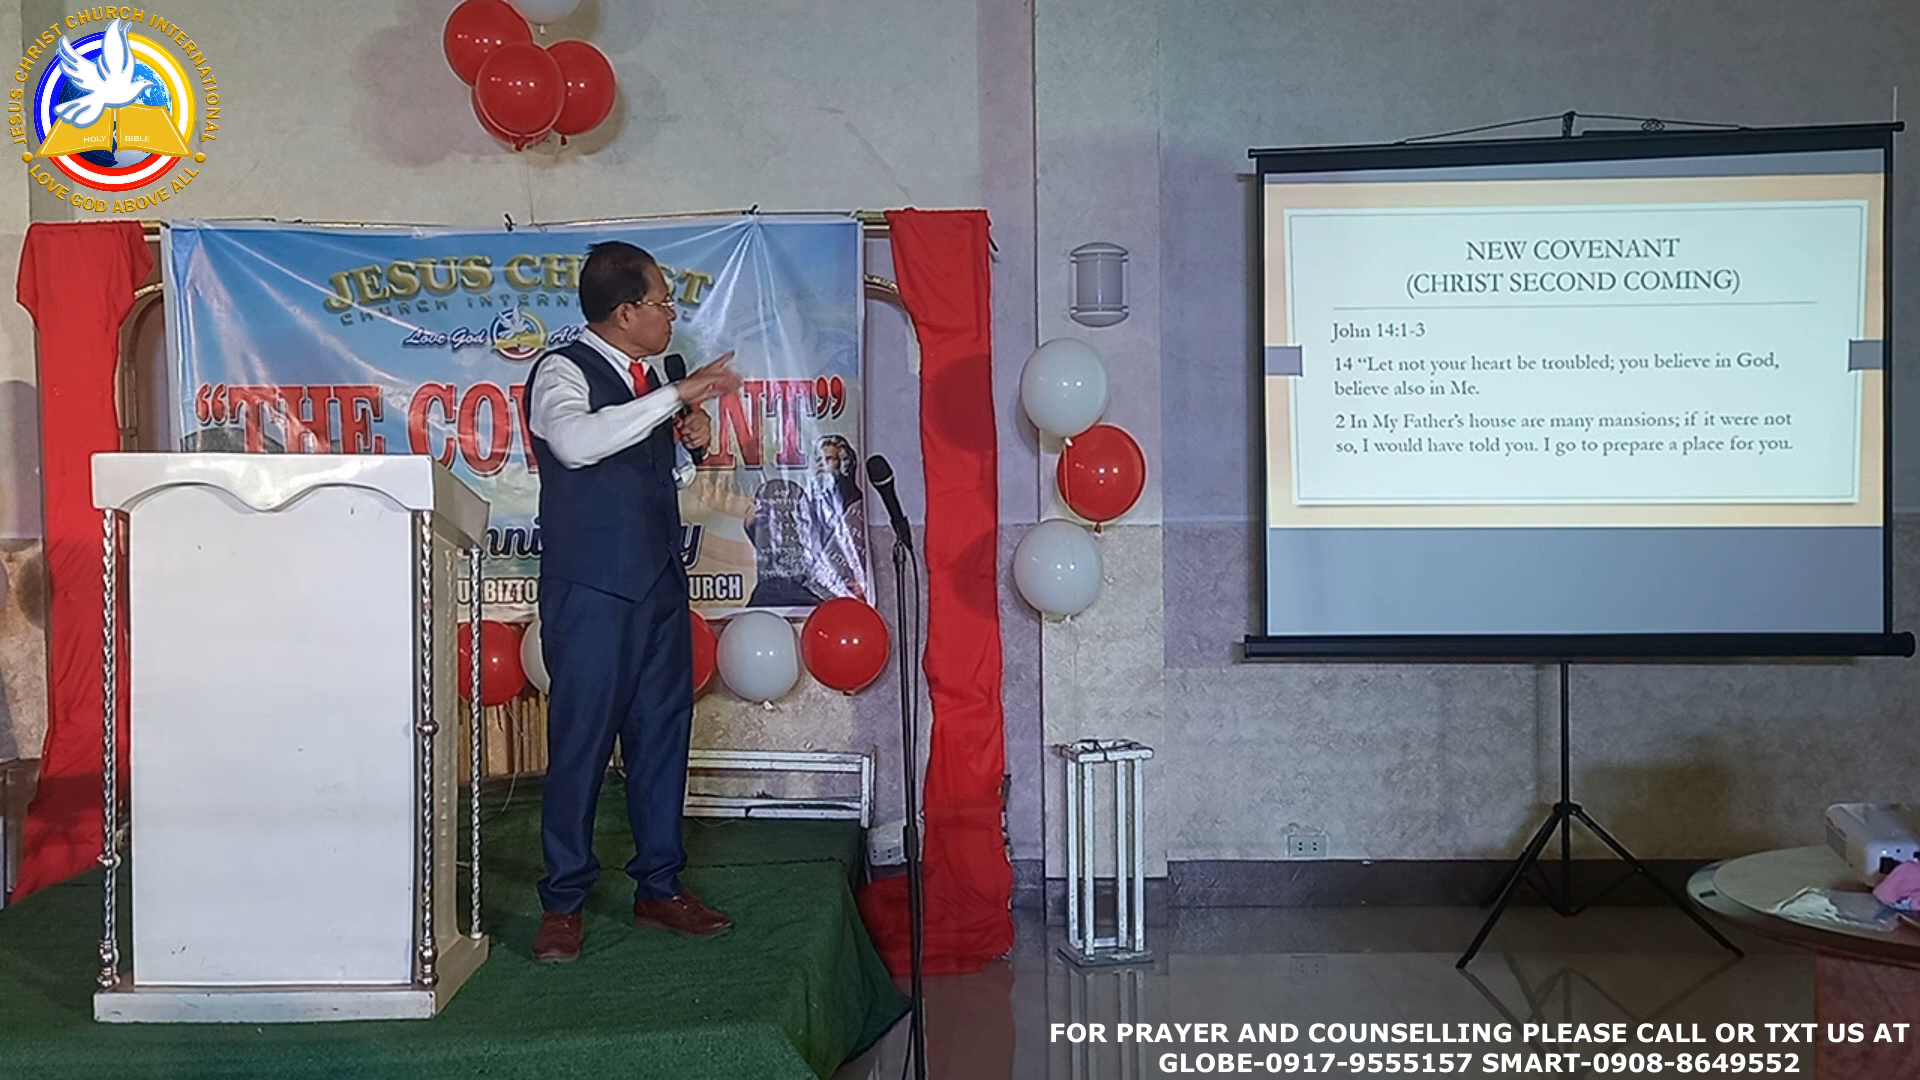 JESUS CHRIST CHURCH INTERNATIONAL
HOLY BIBLE
LOVE GOD ABOVE ALL
JESUS CH ST
CHURCH INTERN
Love God Ab
"THE CO NT"
URCH
NEW COVENANT
(CHRIST SECOND COMING)
John 14:1-3
14 “Let not your heart be troubled; you believe in God,
believe also in Me.
2 In My Father’s house are many mansions; if it were not
so, I would have told you. I go to prepare a place for you.
FOR PRAYER AND COUNSELLING PLEASE CALL OR TXT US AT
GLOBE-0917-9555157 SMART-0908-8649552